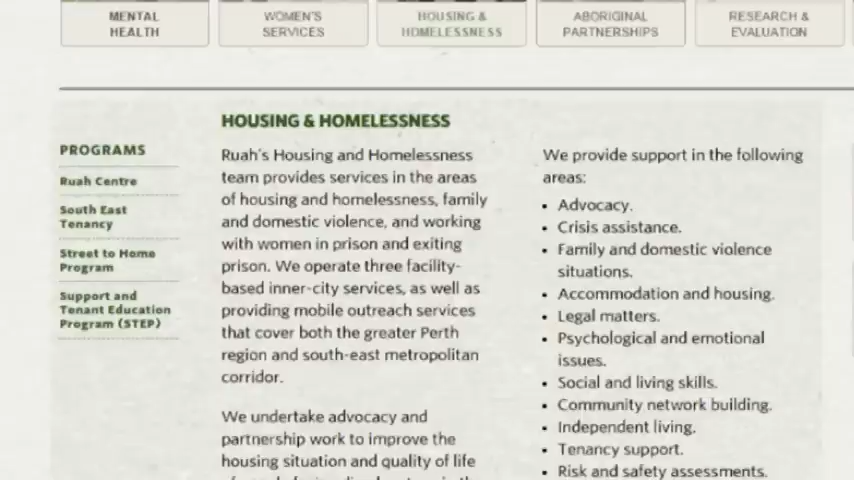 MENTAL
HEALTH
WOMEN'S
SERVICES
HOUSING &
HOMELESSNESS
ABORIGINAL
PARTNERSHIPS
RESEARCH &
EVALUATION
PROGRAMS
Ruah Centre
South East
Tenancy
Street to Home
Program
Support and
Tenant Education
Program (STEP)
HOUSING & HOMELESSNESS
Ruah's Housing and Homelessness
team provides services in the areas
of housing and homelessness, family
and domestic violence, and working
with women in prison and exiting
prison. We operate three facility-
based inner-city services, as well as
providing mobile outreach services
that cover both the greater Perth
region and south-east metropolitan
corridor.
We undertake advocacy and
partnership work to improve the
housing situation and quality of life
We provide support in the following
areas:
• Advocacy.
• Crisis assistance.
• Family and domestic violence
situations.
• Accommodation and housing.
• Legal matters.
• Psychological and emotional
issues.
• Social and living skills.
• Community network building.
• Independent living.
• Tenancy support.
• Risk and safety assessments.